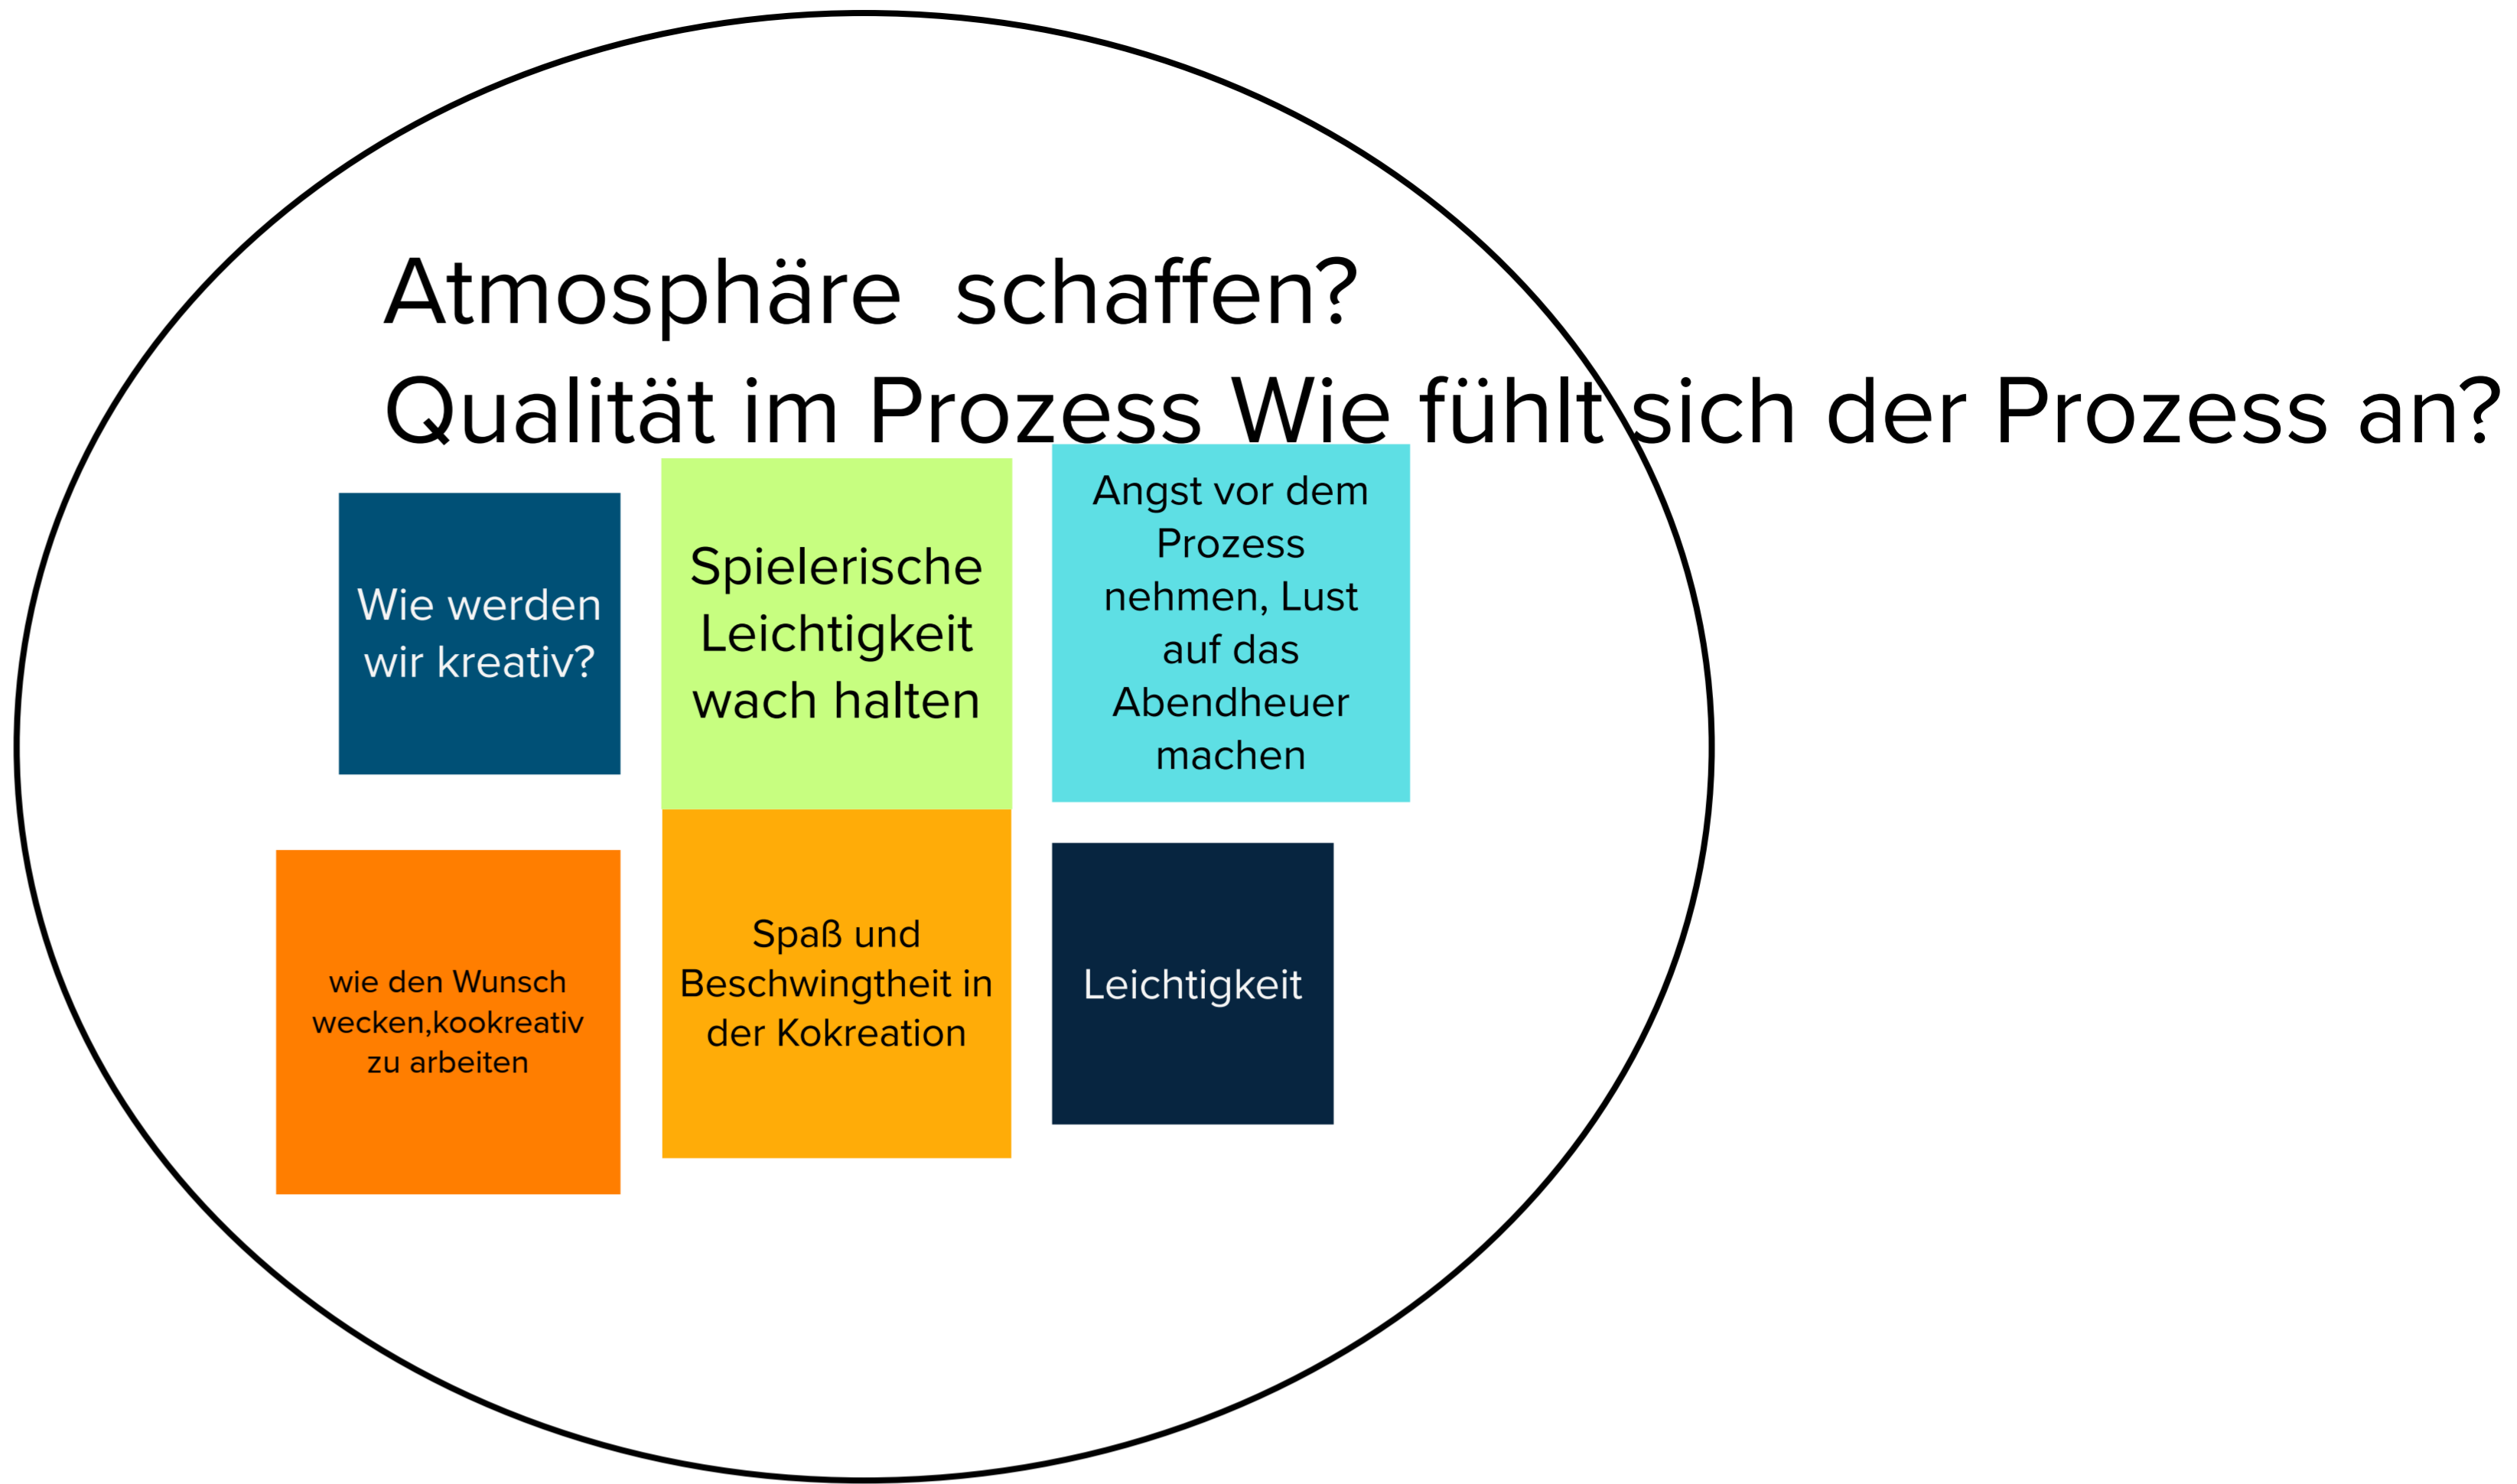 Atmosphäre  schaffen?
Qualität im Prozess Wie fühlt sich der Prozess an?
Wie werden
wir kreativ?
Spielerische
Leichtigkeit
wach halten
Angst vor dem
Prozess
nehmen, Lust
auf das
Abendheuer
machen
wie den Wunsch
wecken,kookreativ
zu arbeiten
Spaß und
Beschwingtheit in
der Kokreation
Leichtigkeit